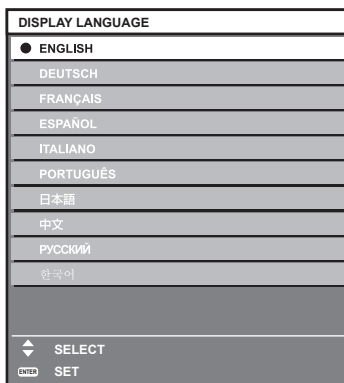 DISPLAY LANGUAGE
ENGLISH
DEUTSCH
FRANÇAIS
ESPAÑOL
ITALIANO
PORTUGUÊS
日本語
中文
РУССКИЙ
한국어
SELECT
ENTER SET